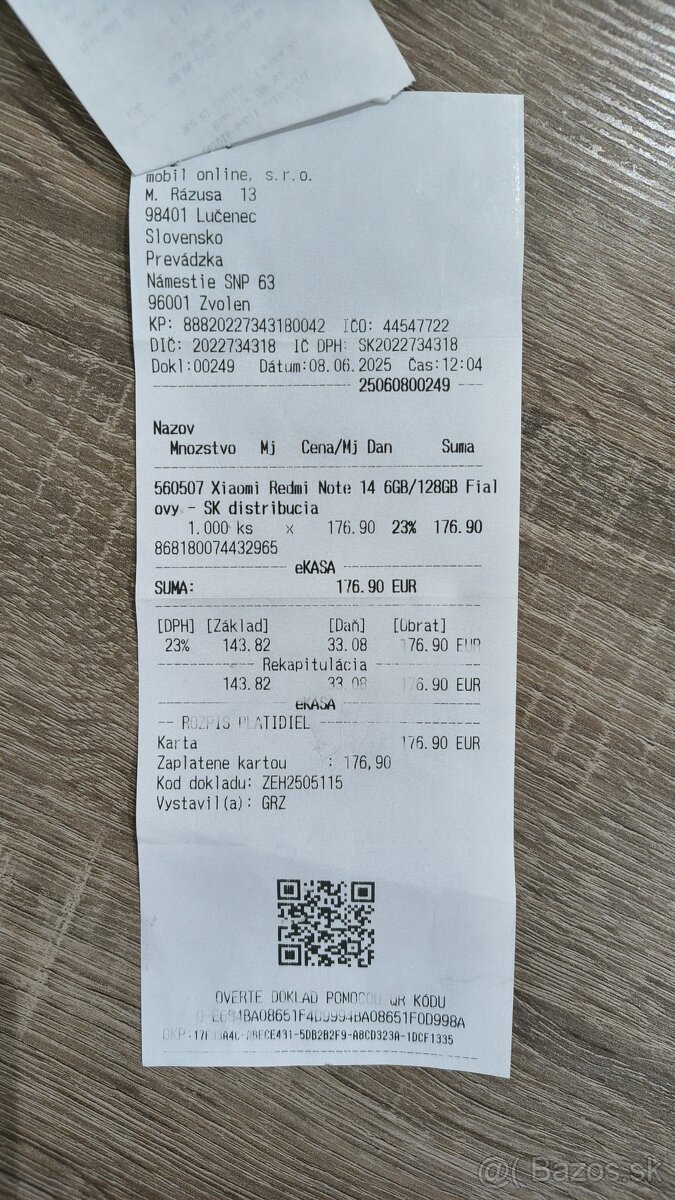 mobil online, s.r.o.
M. Rázusa 13
98401 Lučenec
Slovensko
Prevádzka
Námestie SNP 63
96001 Zvolen
KP: 88820227343180042 IČO: 44547722
DIČ: 2022734318 IČ DPH: SK2022734318
Dokl:00249 Dátum:08.06.2025 Čas:12:04
25060800249
Nazov
Mnozstvo Mj Cena/Mj Dan Suma
560507 Xiaomi Redmi Note 14 6GB/128GB Fial
ovy - SK distribucia
1.000 ks x 176.90 23% 176.90
868180074432965
eKASA
SUMA: 176.90 EUR
[DPH] [Základ] [Daň] [Obrat]
23% 143.82 33.08 176.90 EUR
Rekapitulácia
143.82 33.08 176.90 EUR
eKASA
ROZPIS PLATIDIEL
Karta 176.90 EUR
Zaplatene kartou : 176,90
Kod dokladu: ZEH2505115
Vystavil(a): GRZ
OVERTE DOKLAD POMOCOU QR KÓDU
@( Bazos.sk